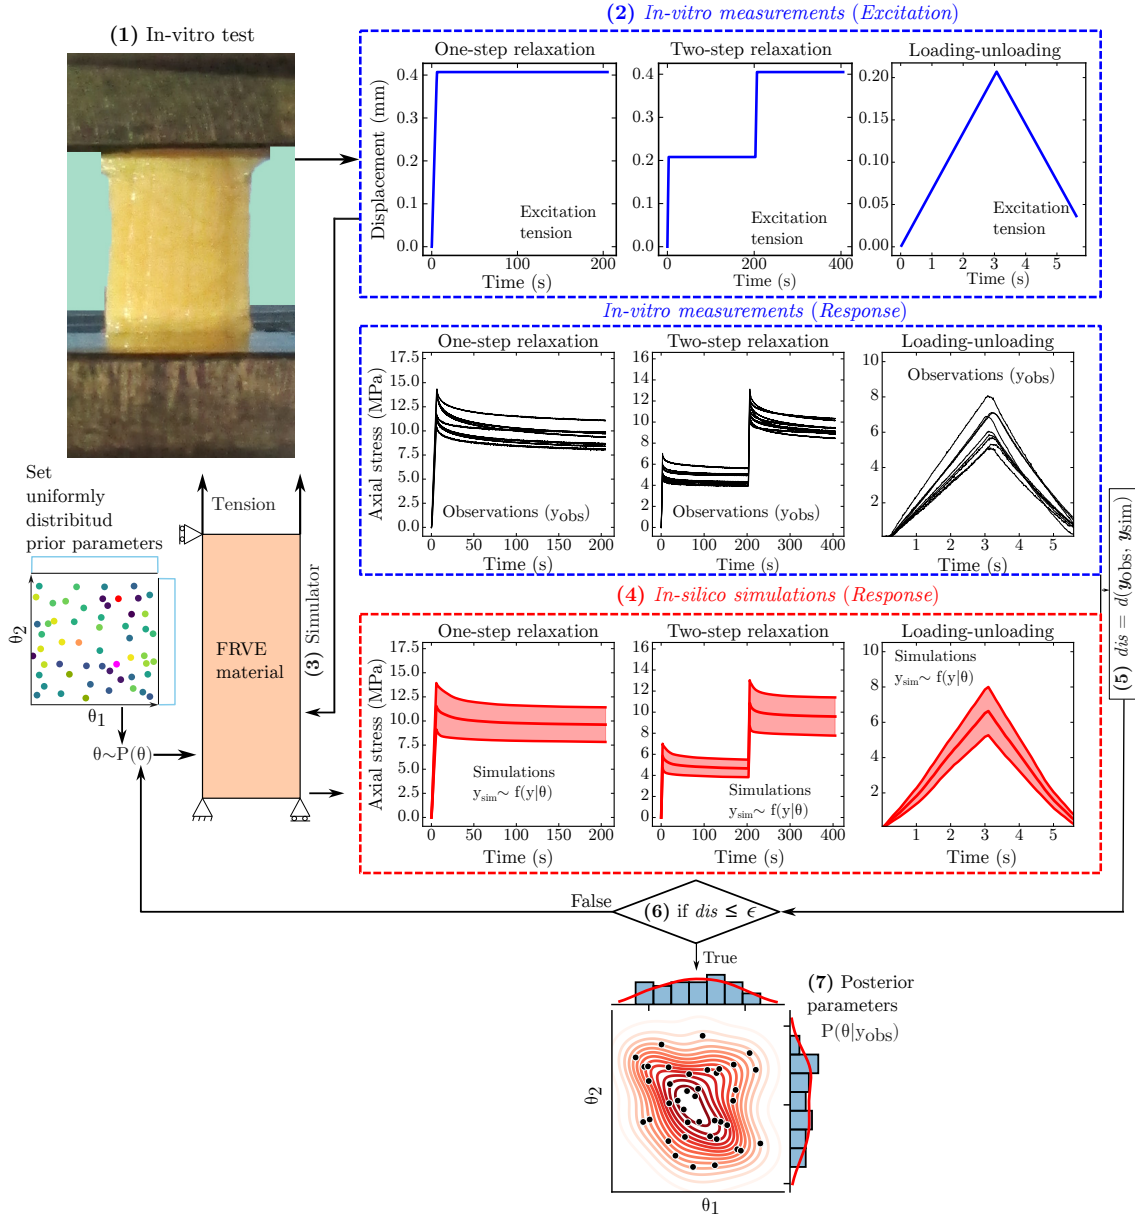 (1) In-vitro test
(2) In-vitro measurements (Excitation)
One-step relaxation
Two-step relaxation
Loading-unloading
Displacement (mm)
0.4
0.3
0.2
0.1
0.0
0
100
200
Time (s)
Excitation
tension
0.4
0.3
0.2
0.1
0.0
0
200
400
Time (s)
Excitation
tension
0.20
0.15
0.10
0.05
0.00
0 1 2 3 4 5
Time (s)
Excitation
tension
In-vitro measurements (Response)
One-step relaxation
Two-step relaxation
Loading-unloading
Axial stress (MPa)
17.5
15.0
12.5
10.0
7.5
5.0
2.5
0.0
0 50 100 150 200
Time (s)
Observations (yobs)
16
14
12
10
8
6
4
2
0
0 100 200 300 400
Time (s)
Observations (yobs)
10
8
6
4
2
1 2 3 4 5
Time (s)
Observations (yobs)
Set
uniformly
distribitud
prior parameters
θ2
θ1
θ~P(θ)
Tension
FRVE
material
(3) Simulator
(4) In-silico simulations (Response)
One-step relaxation
Two-step relaxation
Loading-unloading
Axial stress (MPa)
17.5
15.0
12.5
10.0
7.5
5.0
2.5
0.0
0 50 100 150 200
Time (s)
Simulations
ysim~ f(y|θ)
16
14
12
10
8
6
4
2
0
0 100 200 300 400
Time (s)
Simulations
ysim~ f(y|θ)
10
8
6
4
2
1 2 3 4 5
Time (s)
Simulations
ysim~ f(y|θ)
(5) dis = d(yobs, ysim)
False
(6) if dis ≤ ϵ
True
(7) Posterior
parameters
P(θ|yobs)
θ2
θ1